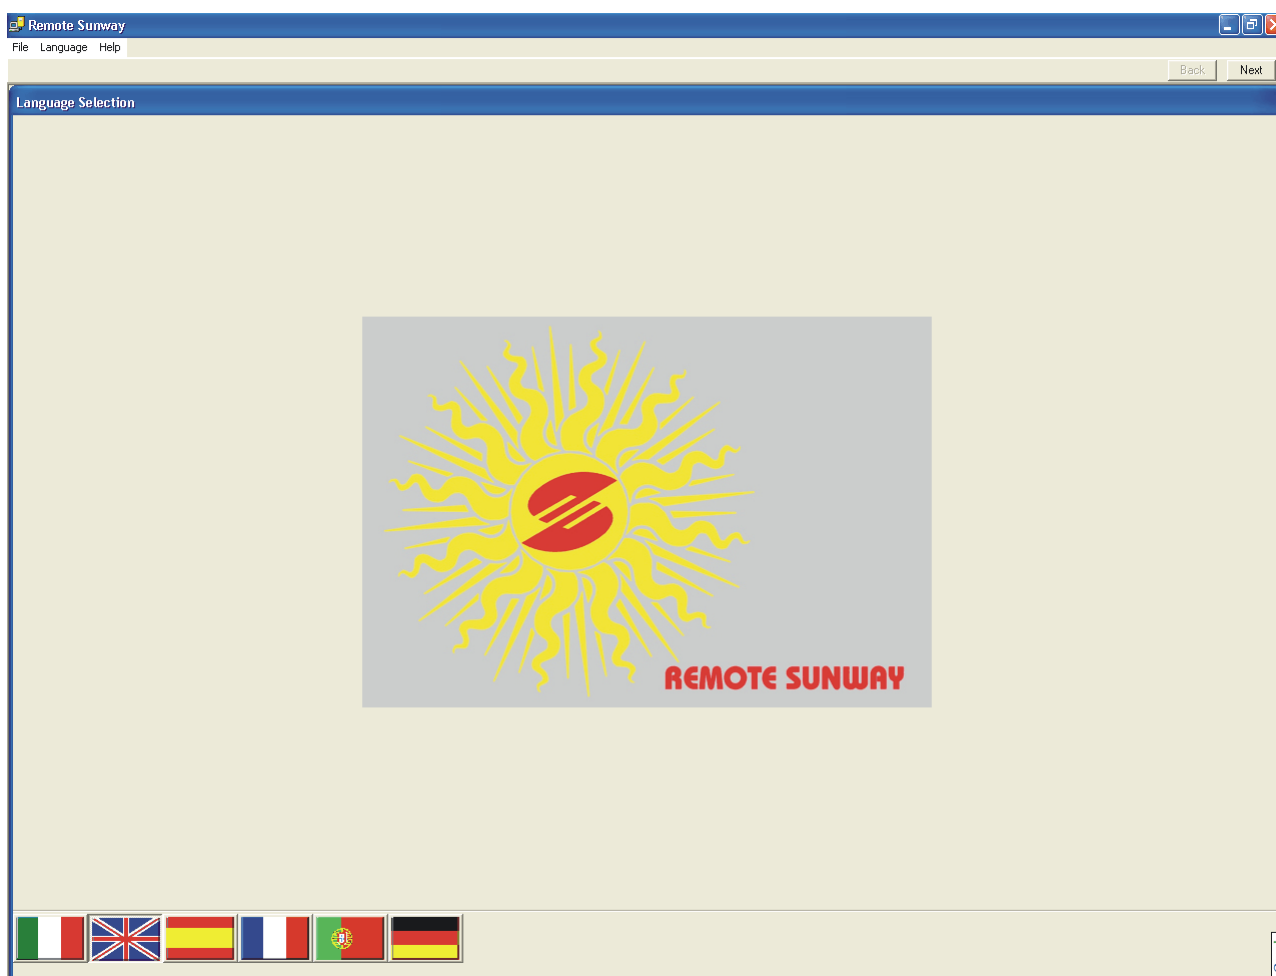 Remote Sunway
File Language Help
Back Next
Language Selection
REMOTE SUNWAY